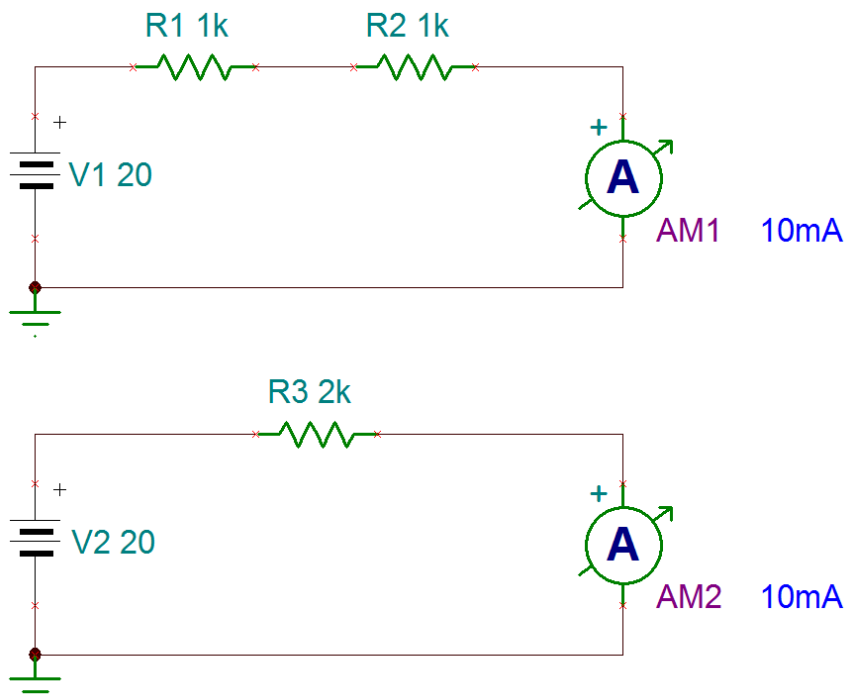 R1 1k R2 1k
+ +
V1 20 A
AM1 10mA
R3 2k
+ +
V2 20 A
AM2 10mA